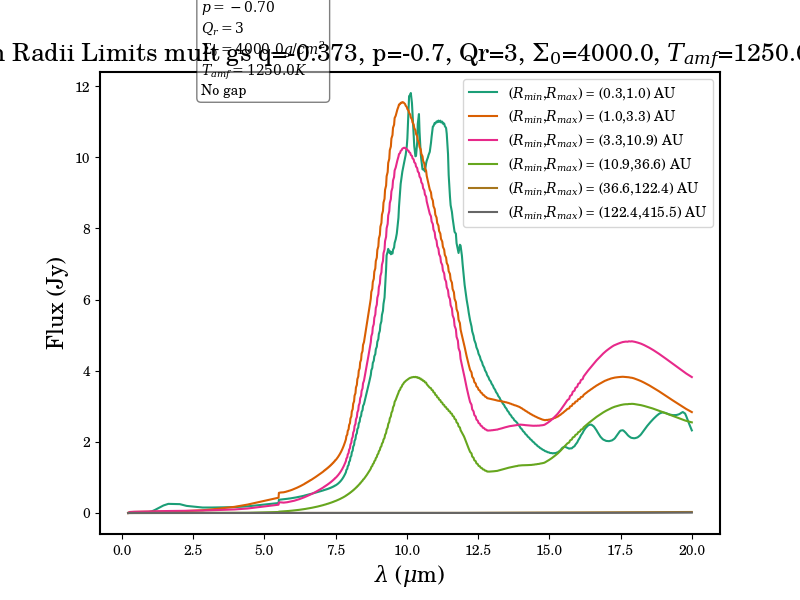 p = −0.70
Q_r = 3
n Radii Limits mult gs q=-0.373, p=-0.7, Qr=3, Σ₀=4000.0, T_amf=1250.0
T_amf = 1250.0K
No gap
(R_min,R_max) = (0.3,1.0) AU
(R_min,R_max) = (1.0,3.3) AU
(R_min,R_max) = (3.3,10.9) AU
(R_min,R_max) = (10.9,36.6) AU
(R_min,R_max) = (36.6,122.4) AU
(R_min,R_max) = (122.4,415.5) AU
Flux (Jy)
12
10
8
6
4
2
0
0.0 2.5 5.0 7.5 10.0 12.5 15.0 17.5 20.0
λ (μm)